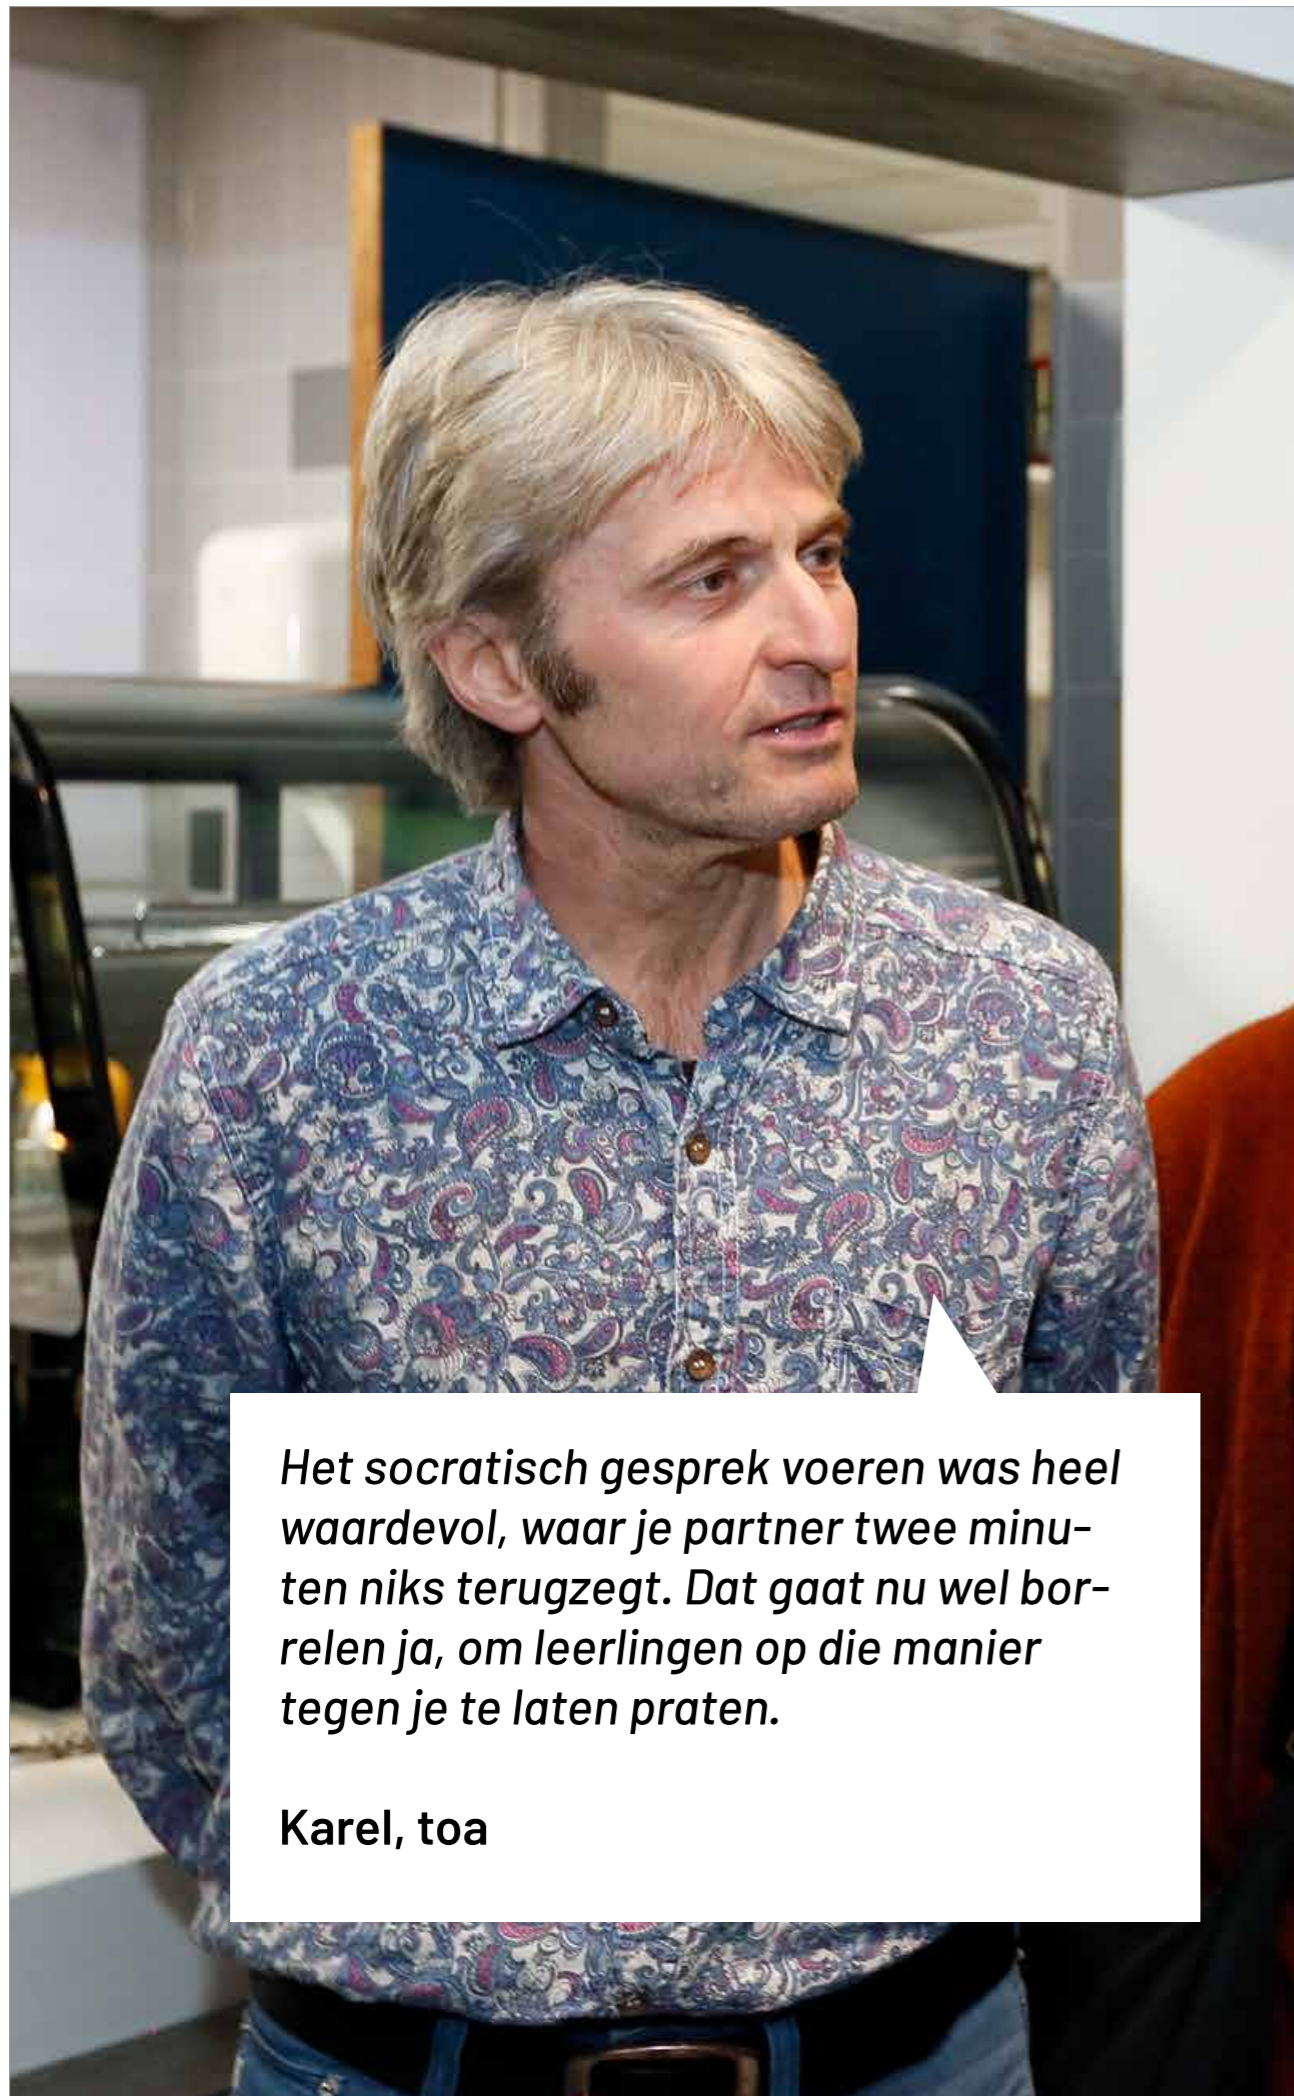 Het socratisch gesprek voeren was heel
waardevol, waar je partner twee minu-
ten niks terugzegt. Dat gaat nu wel bor-
relen ja, om leerlingen op die manier
tegen je te laten praten.
Karel, toa